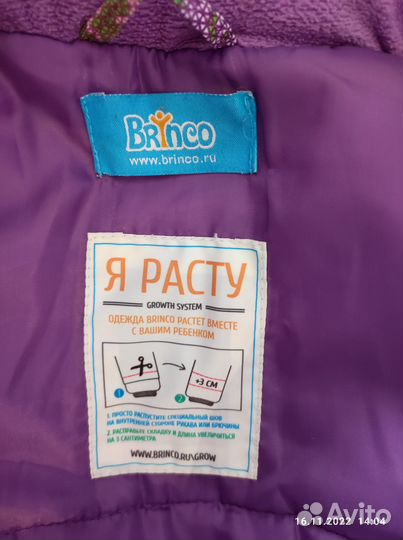 Brinco
www.brinco.ru
Я РАСТУ
GROWTH SYSTEM
ОДЕЖДА BRINCO РАСТЕТ ВМЕСТЕ
С ВАШИМ РЕБЕНКОМ
+3 СМ
1 2
1. ПРОСТО РАСПУСТИТЕ СПЕЦИАЛЬНЫЙ ШОВ
НА ВНУТРЕННЕЙ СТОРОНЕ РУКАВА ИЛИ БРЮЧИНЫ
2. РАСПРАВЬТЕ СКЛАДКУ И ДЛИНА УВЕЛИЧИТЬСЯ
НА 3 САНТИМЕТРА
WWW.BRINCO.RU\GROW
16.11.2022 14:04
Avito